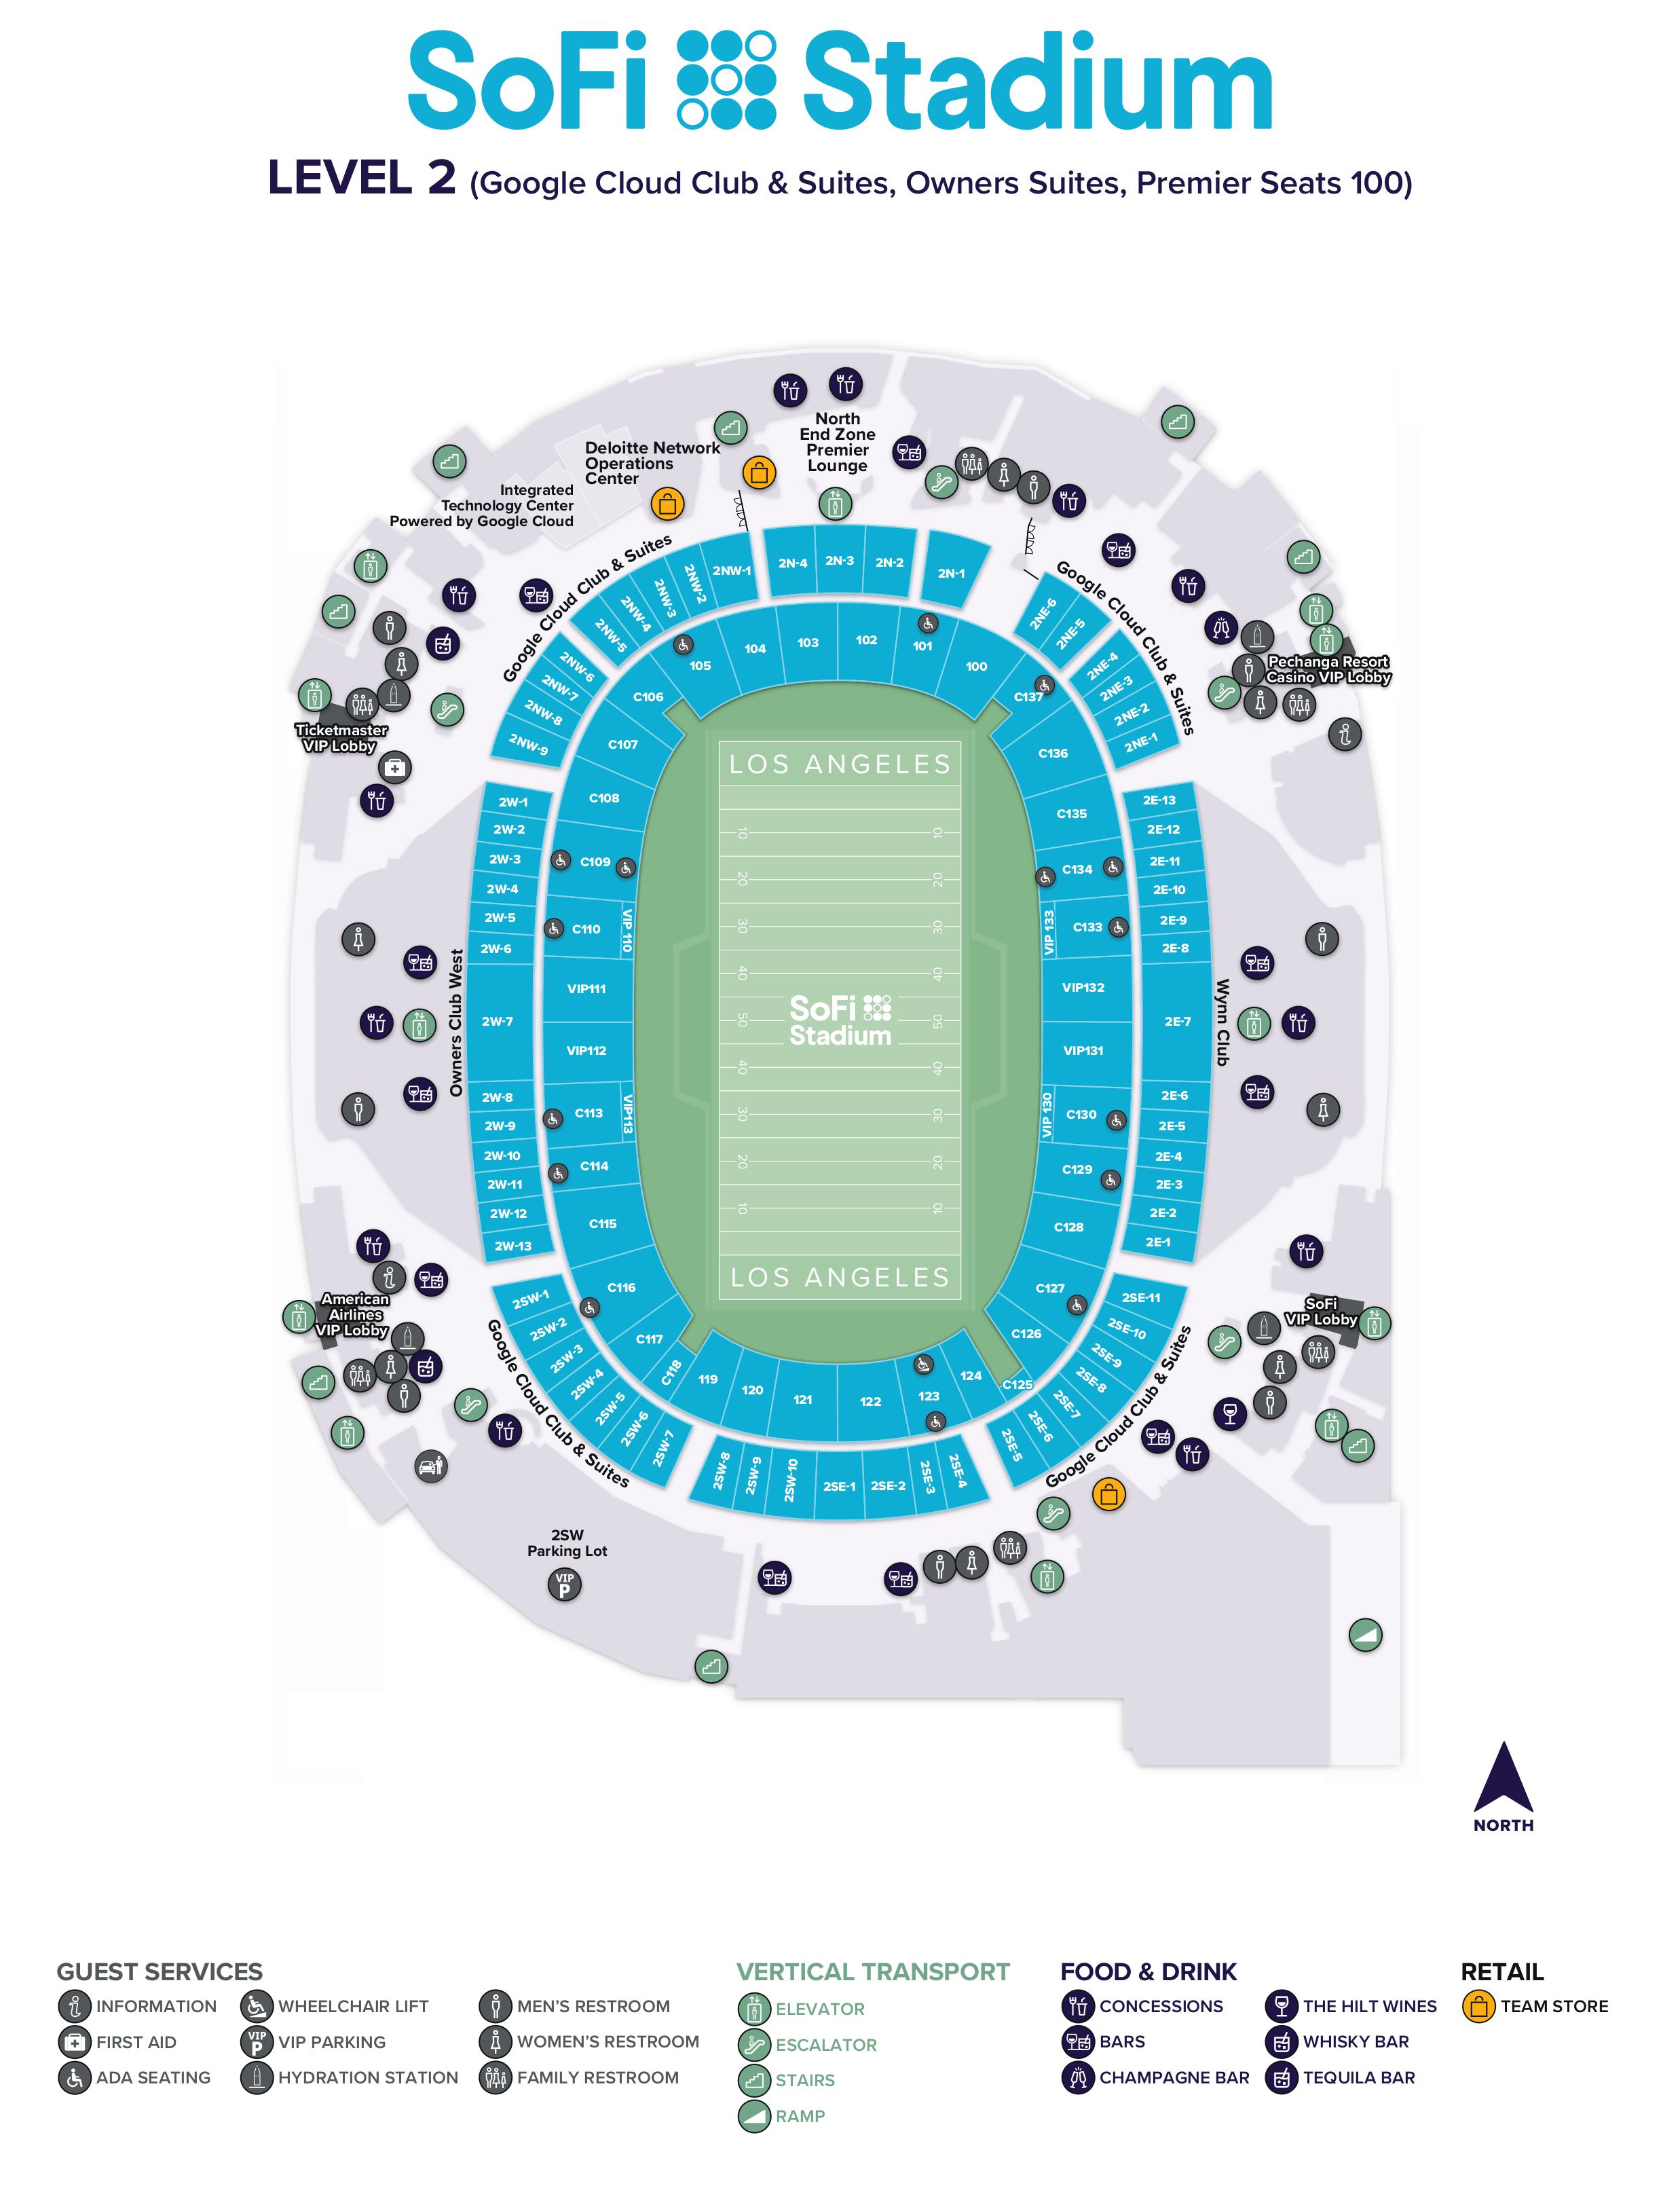 SoFi Stadium
LEVEL 2 (Google Cloud Club & Suites, Owners Suites, Premier Seats 100)
North
End Zone
Premier
Lounge
Deloitte Network
Operations
Center
Integrated
Technology Center
Powered by Google Cloud
Google Cloud Club & Suites
Google Cloud Club & Suites
2NW-9
2NW-8
2NW-7
2NW-6
2NW-5
2NW-4
2NW-3
2NW-2
2NW-1
2N-4
2N-3
2N-2
2N-1
2NE-6
2NE-5
2NE-4
2NE-3
2NE-2
2NE-1
Ticketmaster
VIP Lobby
Pechanga Resort
Casino VIP Lobby
C106
105
104
103
102
101
100
C137
C107
C108
C109
C110
VIP 110
VIP111
VIP112
C113
VIP113
C114
C115
C116
C117
C118
C136
C135
C134
C133
VIP 133
VIP132
VIP131
C130
VIP 130
C129
C128
C127
C126
C125
119
120
121
122
123
124
2W-1
2W-2
2W-3
2W-4
2W-5
2W-6
2W-7
2W-8
2W-9
2W-10
2W-11
2W-12
2W-13
Owners Club West
2E-13
2E-12
2E-11
2E-10
2E-9
2E-8
2E-7
2E-6
2E-5
2E-4
2E-3
2E-2
2E-1
Wynn Club
LOS ANGELES
10 10
20 20
30 30
40 40
50 50
SoFi
Stadium
40 40
30 30
20 20
10 10
LOS ANGELES
American
Airlines
VIP Lobby
SoFi
VIP Lobby
Google Cloud Club & Suites
Google Cloud Club & Suites
2SW-1
2SW-2
2SW-3
2SW-4
2SW-5
2SW-6
2SW-7
2SW-8
2SW-9
2SW-10
2SE-1
2SE-2
2SE-3
2SE-4
2SE-5
2SE-6
2SE-7
2SE-8
2SE-9
2SE-10
2SE-11
2SW
Parking Lot
VIP
P
NORTH
GUEST SERVICES
INFORMATION
FIRST AID
ADA SEATING
WHEELCHAIR LIFT
VIP
P
VIP PARKING
HYDRATION STATION
MEN'S RESTROOM
WOMEN'S RESTROOM
FAMILY RESTROOM
VERTICAL TRANSPORT
ELEVATOR
ESCALATOR
STAIRS
RAMP
FOOD & DRINK
CONCESSIONS
BARS
CHAMPAGNE BAR
THE HILT WINES
WHISKY BAR
TEQUILA BAR
RETAIL
TEAM STORE